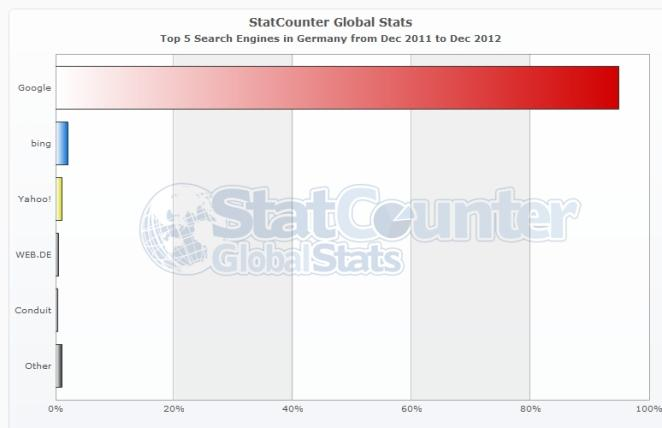 StatCounter Global Stats
Top 5 Search Engines in Germany from Dec 2011 to Dec 2012
Google
bing
Yahoo!
StatCounter
GlobalStats
WEB.DE
Conduit
Other
0% 20% 40% 60% 80% 100%